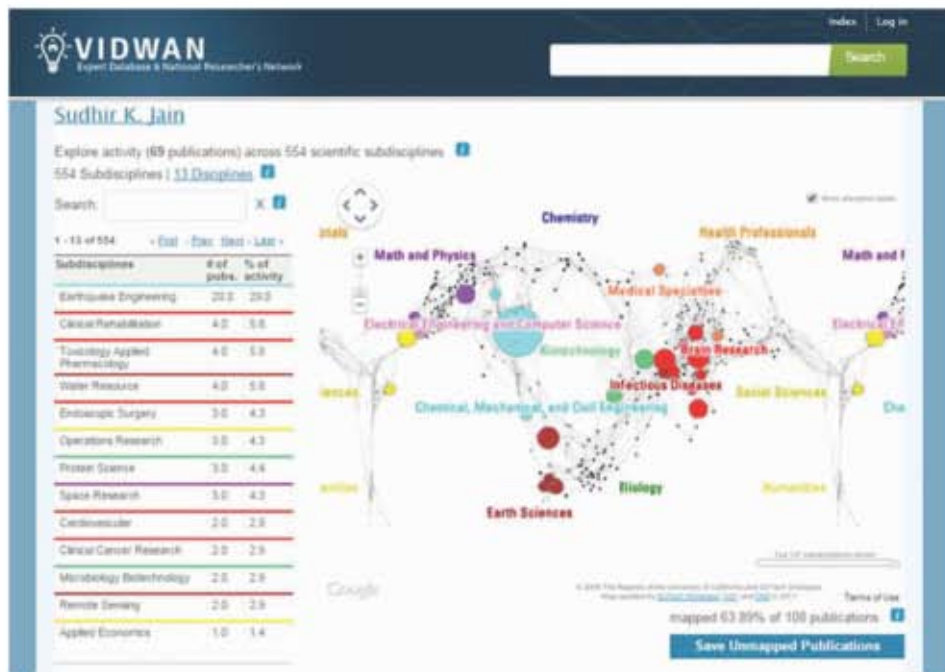 Index | Log in
VIDWAN
Expert Database & National Researcher's Network
Search
Sudhir K. Jain
Explore activity (69 publications) across 554 scientific subdisciplines
554 Subdisciplines | 13 Disciplines
Search: X
1 - 13 of 554 ‹ First ‹ Prev Next › Last ›
Subdisciplines # of pubs. % of activity
Earthquake Engineering 20.0 29.0
Clinical Rehabilitation 4.0 5.8
Toxicology Applied Pharmacology 4.0 5.8
Water Resource 4.0 5.8
Endoscopic Surgery 3.0 4.3
Operations Research 3.0 4.3
Protein Science 3.0 4.4
Space Research 3.0 4.3
Cardiovascular 2.0 2.9
Clinical Cancer Research 2.0 2.9
Microbiology Biotechnology 2.0 2.9
Remote Sensing 2.0 2.9
Applied Economics 1.0 1.4
Chemistry
Health Professionals
Math and Physics
Math and
Medical Specialties
Electrical Engineering and Computer Science
Electrical En
Biotechnology
Brain Research
Infectious Diseases
iences
Social Sciences
Chemical, Mechanical, and Civil Engineering
Che
anities
Biology
Humanities
Earth Sciences
Google
Terms of Use
mapped 63.89% of 108 publications
Save Unmapped Publications